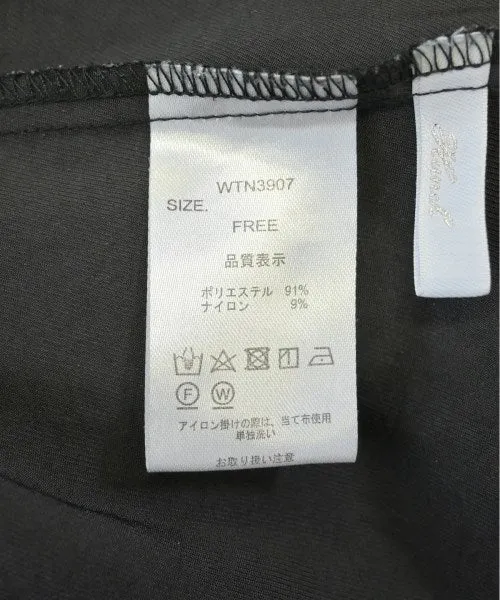 WTN3907
SIZE.
FREE
品質表示
ポリエステル 91%
ナイロン 9%
F W
アイロン掛けの際は、当て布使用
単独洗い
お取り扱い注意